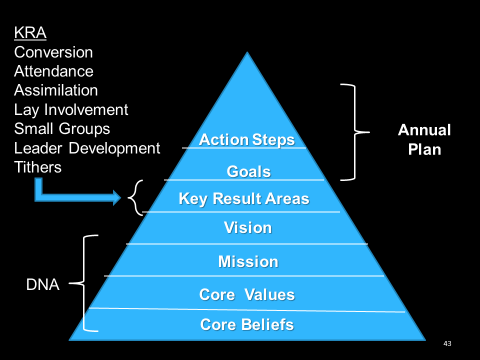 KRA
Conversion
Attendance
Assimilation
Lay Involvement
Small Groups
Leader Development
Tithers
Action Steps
Goals
Key Result Areas
Vision
Mission
Core Values
Core Beliefs
Annual
Plan
DNA
43